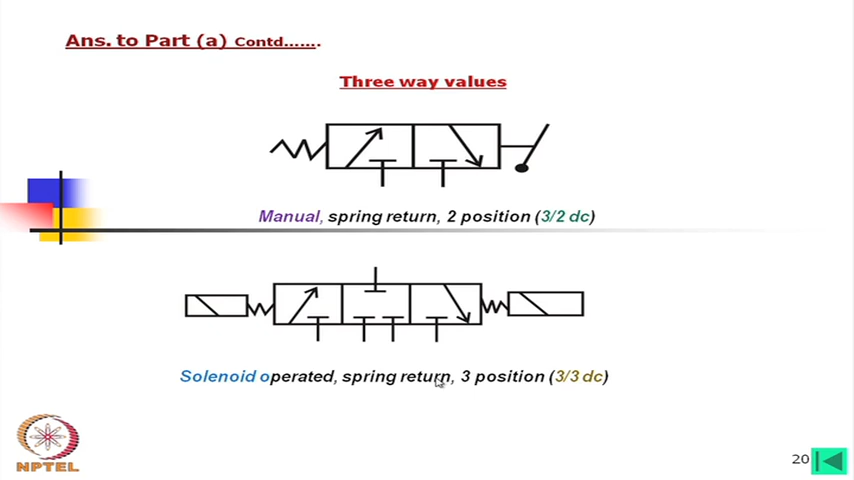 Ans. to Part (a) Contd…….
Three way values
Manual, spring return, 2 position (3/2 dc)
Solenoid operated, spring return, 3 position (3/3 dc)
NPTEL
20